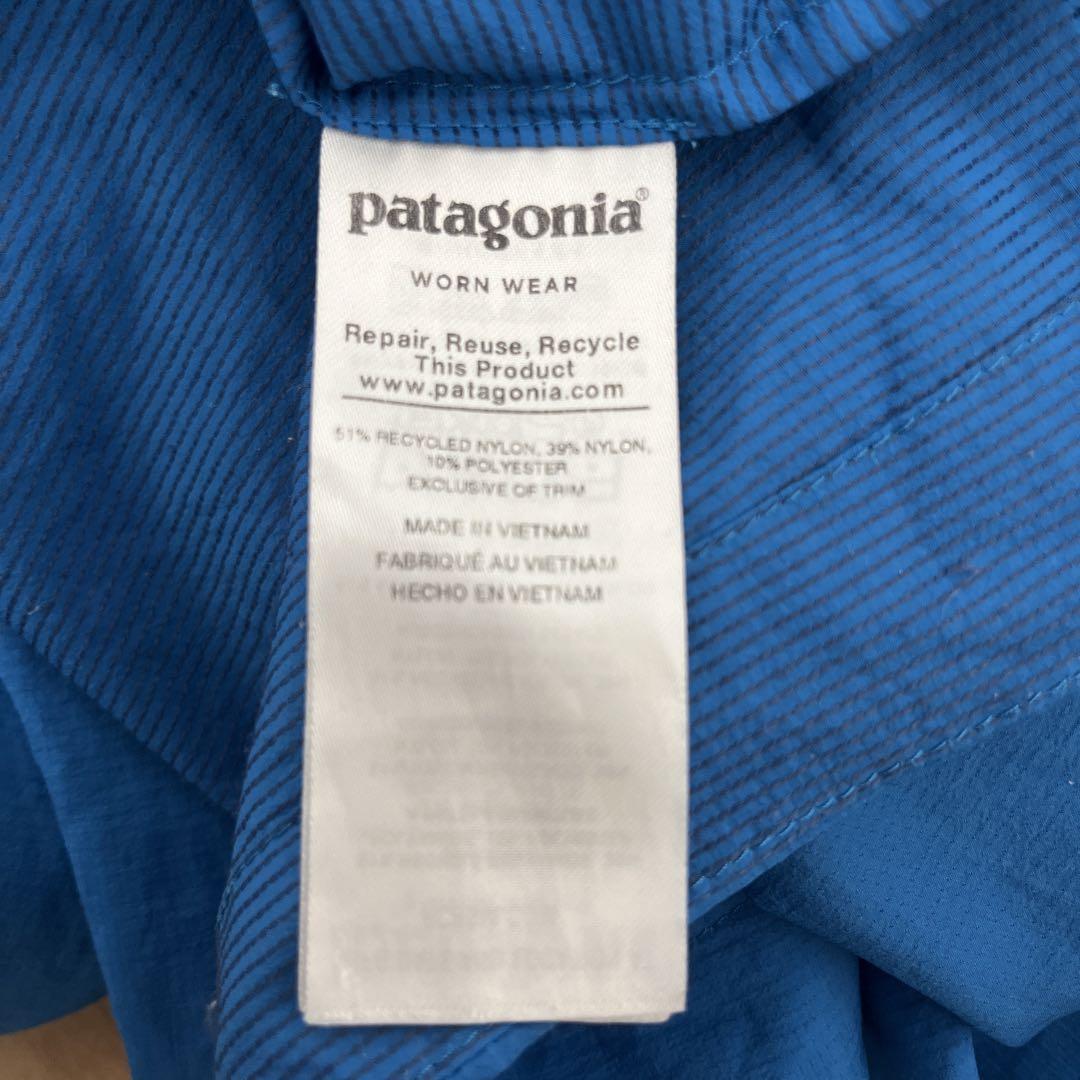 patagonia®
WORN WEAR
Repair, Reuse, Recycle
This Product
www.patagonia.com
51% RECYCLED NYLON, 39% NYLON,
10% POLYESTER
EXCLUSIVE OF TRIM
MADE IN VIETNAM
FABRIQUÉ AU VIETNAM
HECHO EN VIETNAM